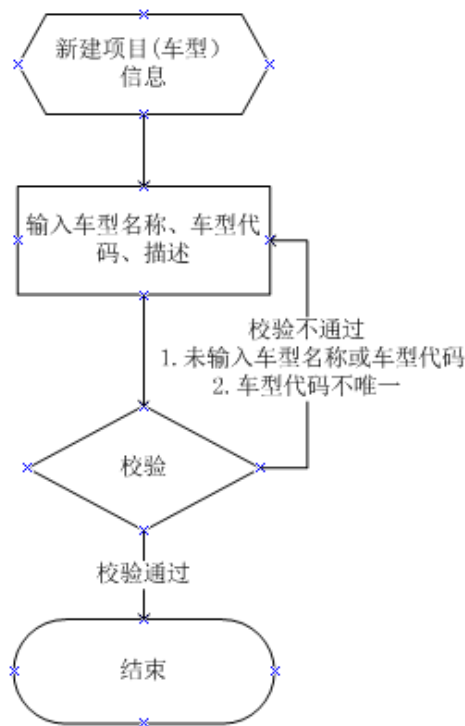 新建项目(车型）
信息
输入车型名称、车型代
码、描述
校验不通过
1.未输入车型名称或车型代码
2.车型代码不唯一
校验
校验通过
结束